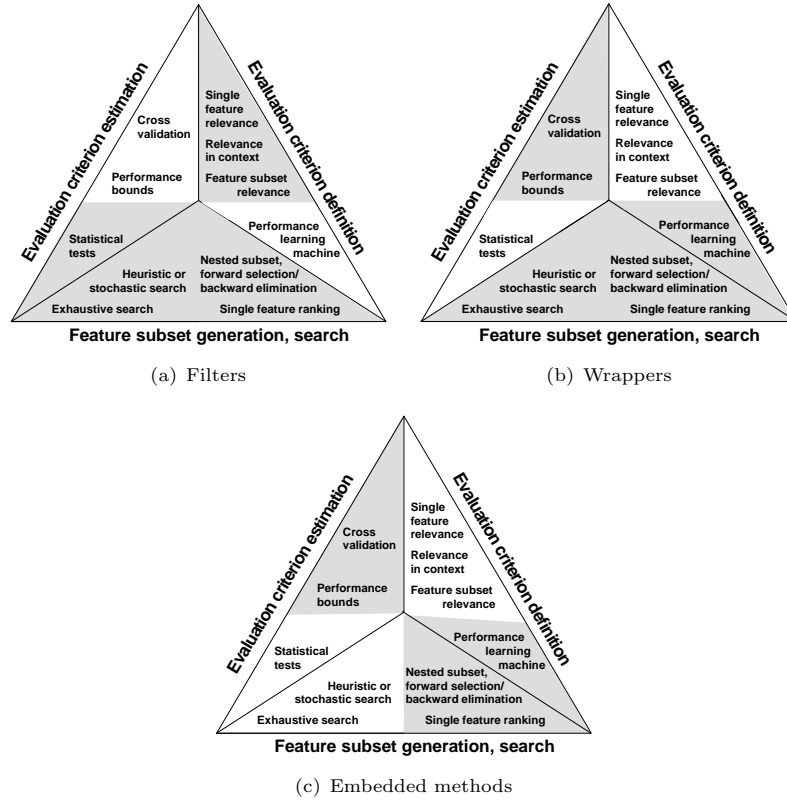 Evaluation criterion estimation
Evaluation criterion definition
Cross
validation
Performance
bounds
Statistical
tests
Single
feature
relevance
Relevance
in context
Feature subset
relevance
Performance
learning
machine
Heuristic or
stochastic search
Exhaustive search
Nested subset,
forward selection/
backward elimination
Single feature ranking
Feature subset generation, search
(a) Filters
Evaluation criterion estimation
Evaluation criterion definition
Cross
validation
Performance
bounds
Statistical
tests
Single
feature
relevance
Relevance
in context
Feature subset
relevance
Performance
learning
machine
Heuristic or
stochastic search
Exhaustive search
Nested subset,
forward selection/
backward elimination
Single feature ranking
Feature subset generation, search
(b) Wrappers
Evaluation criterion estimation
Evaluation criterion definition
Cross
validation
Performance
bounds
Statistical
tests
Single
feature
relevance
Relevance
in context
Feature subset
relevance
Performance
learning
machine
Heuristic or
stochastic search
Exhaustive search
Nested subset,
forward selection/
backward elimination
Single feature ranking
Feature subset generation, search
(c) Embedded methods